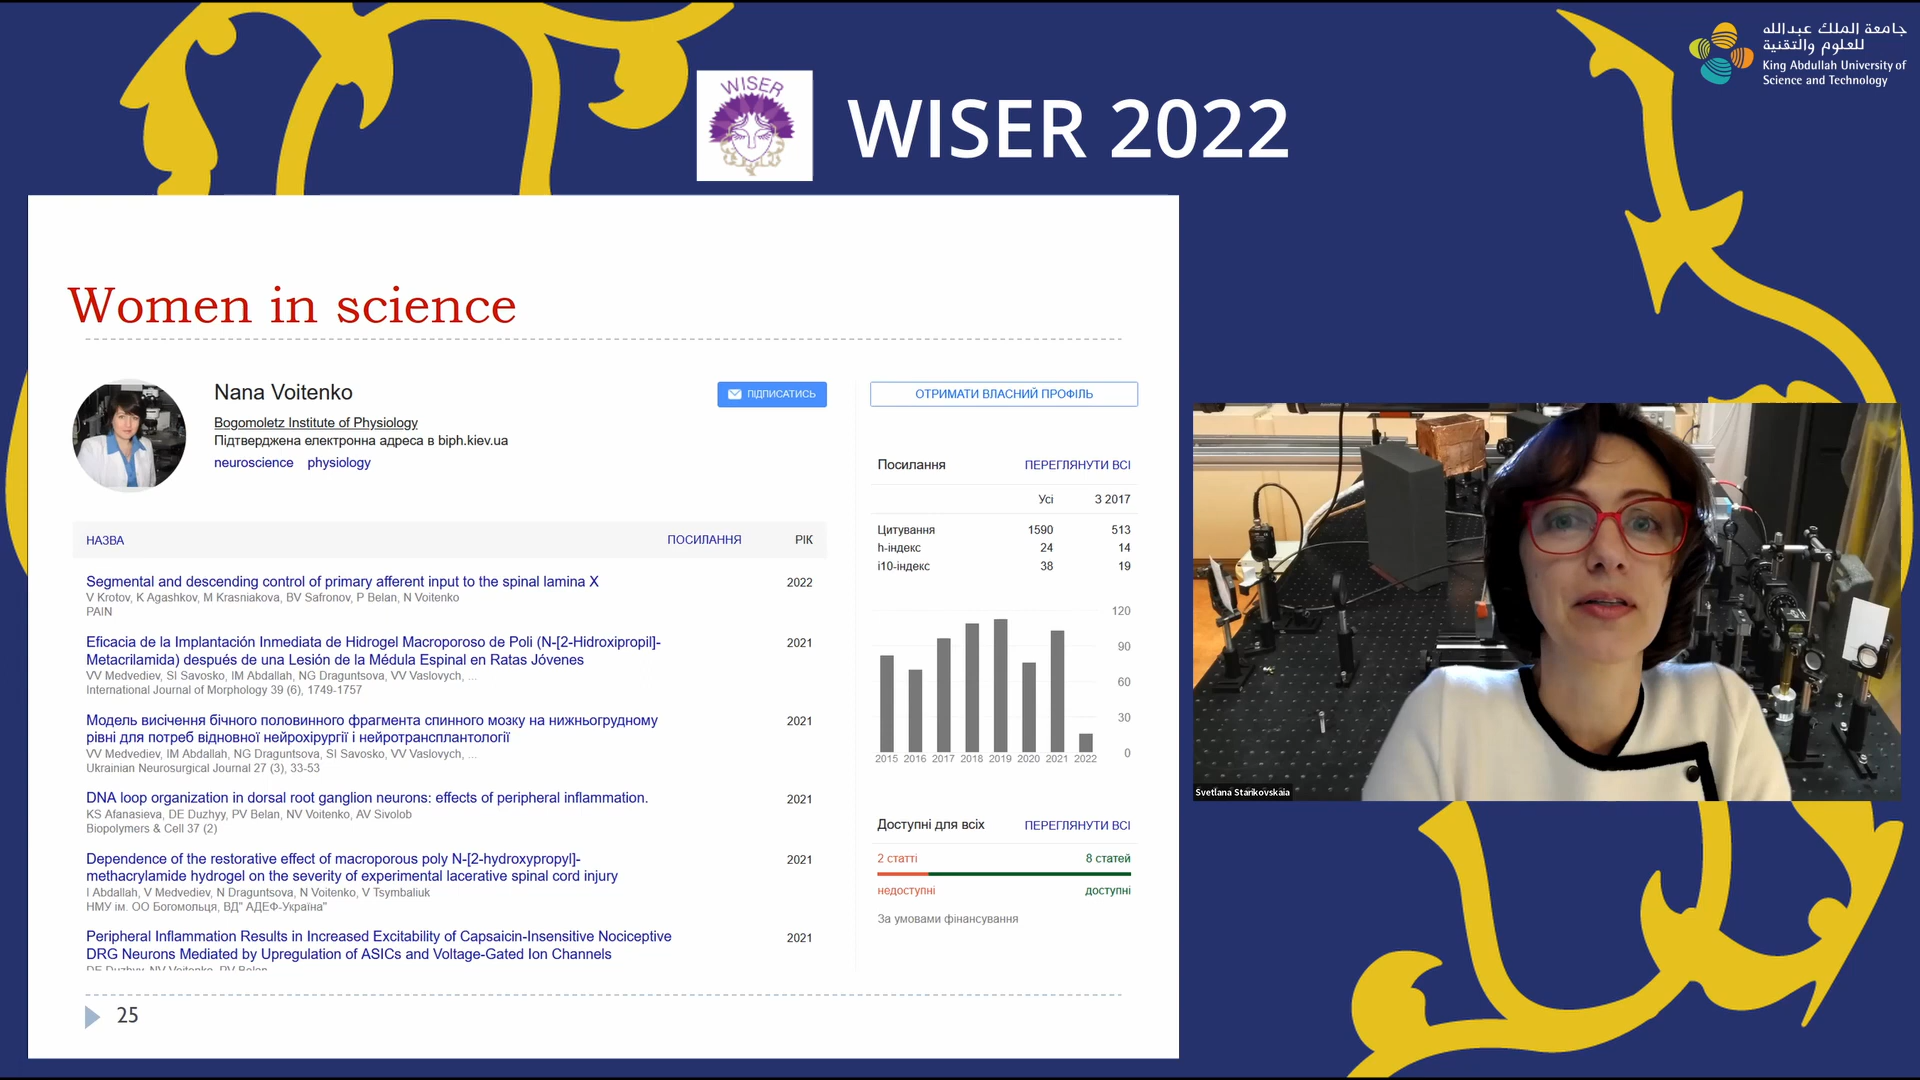 جامعة الملك عبدالله
للعلوم والتقنية
King Abdullah University of
Science and Technology
WISER
WISER 2022
Women in science
Nana Voitenko
Bogomoletz Institute of Physiology
Підтверджена електронна адреса в biph.kiev.ua
neuroscience physiology
ПІДПИСАТИСЬ
НАЗВА ПОСИЛАННЯ РІК
Segmental and descending control of primary afferent input to the spinal lamina X 2022
V Krotov, K Agashkov, M Krasniakova, BV Safronov, P Belan, N Voitenko
PAIN
Eficacia de la Implantación Inmediata de Hidrogel Macroporoso de Poli (N-[2-Hidroxipropil]- 2021
Metacrilamida) después de una Lesión de la Médula Espinal en Ratas Jóvenes
VV Medvediev, SI Savosko, IM Abdallah, NG Draguntsova, VV Vaslovych, ...
International Journal of Morphology 39 (6), 1749-1757
Модель висічення бічного половинного фрагмента спинного мозку на нижньогрудному 2021
рівні для потреб відновної нейрохірургії і нейротрансплантології
VV Medvediev, IM Abdallah, NG Draguntsova, SI Savosko, VV Vaslovych, ...
Ukrainian Neurosurgical Journal 27 (3), 33-53
DNA loop organization in dorsal root ganglion neurons: effects of peripheral inflammation. 2021
KS Afanasieva, DE Duzhyy, PV Belan, NV Voitenko, AV Sivolob
Biopolymers & Cell 37 (2)
Dependence of the restorative effect of macroporous poly N-[2-hydroxypropyl]- 2021
methacrylamide hydrogel on the severity of experimental lacerative spinal cord injury
I Abdallah, V Medvediev, N Draguntsova, N Voitenko, V Tsymbaliuk
НМУ ім. ОО Богомольця, ВД" АДЕФ-Україна"
Peripheral Inflammation Results in Increased Excitability of Capsaicin-Insensitive Nociceptive 2021
DRG Neurons Mediated by Upregulation of ASICs and Voltage-Gated Ion Channels
DE Duzhyy, NV Voitenko, PV Belan
25
ОТРИМАТИ ВЛАСНИЙ ПРОФІЛЬ
Посилання ПЕРЕГЛЯНУТИ ВСІ
Усі З 2017
Цитування 1590 513
h-індекс 24 14
i10-індекс 38 19
120
90
60
30
0
2015 2016 2017 2018 2019 2020 2021 2022
Доступні для всіх ПЕРЕГЛЯНУТИ ВСІ
2 статті 8 статей
недоступні доступні
За умовами фінансування
Svetlana Starikovskaia